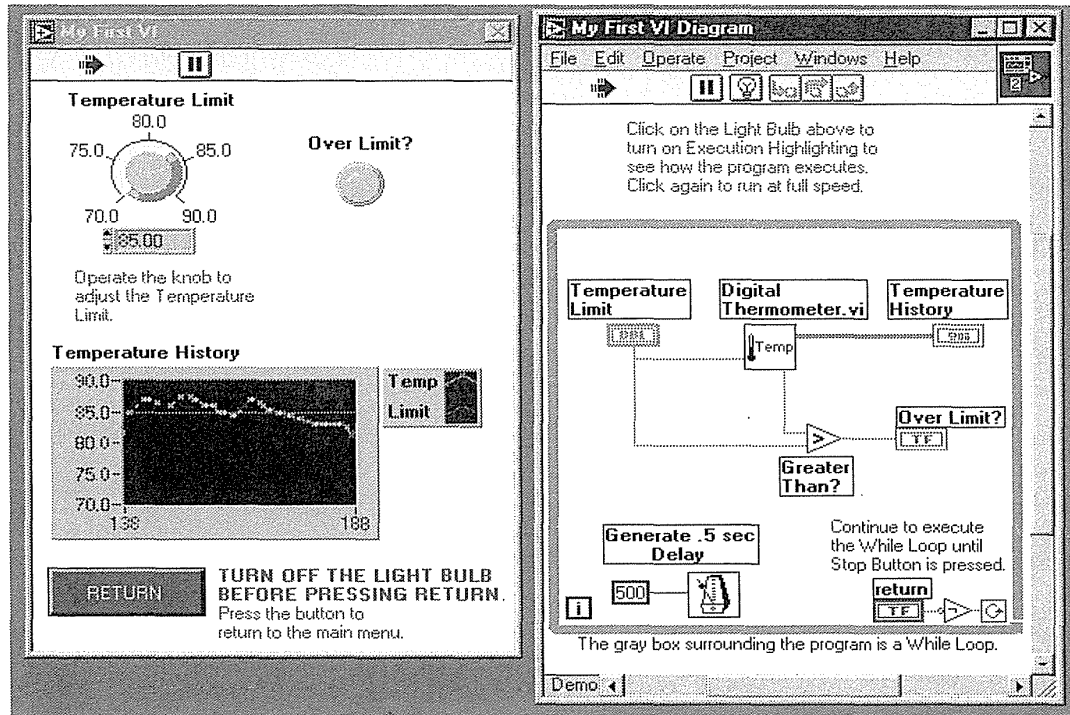 My First VI
Temperature Limit
80.0
75.0
85.0
70.0
90.0
85.00
Operate the knob to
adjust the Temperature
Limit.
Over Limit?
Temperature History
90.0
85.0
80.0
75.0
70.0
138
188
Temp
Limit
RETURN
TURN OFF THE LIGHT BULB
BEFORE PRESSING RETURN.
Press the button to
return to the main menu.
My First VI Diagram
File Edit Operate Project Windows Help
2
Click on the Light Bulb above to
turn on Execution Highlighting to
see how the program executes.
Click again to run at full speed.
Temperature
Limit
DBL
Digital
Thermometer.vi
Temp
Temperature
History
Over Limit?
TF
>
Greater
Than?
Generate .5 sec
Delay
500
i
Continue to execute
the While Loop until
Stop Button is pressed.
return
TF
The gray box surrounding the program is a While Loop.
Demo